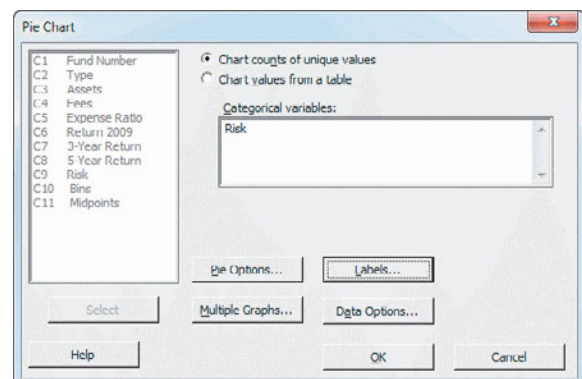 Pie Chart
C1 Fund Number
C2 Type
C3 Assets
C4 Fees
C5 Expense Ratio
C6 Return 2009
C7 3-Year Return
C8 5-Year Return
C9 Risk
C10 Bins
C11 Midpoints
Chart counts of unique values
Chart values from a table
Categorical variables:
Risk
Pie Options...
Labels...
Select
Multiple Graphs...
Data Options...
Help
OK
Cancel